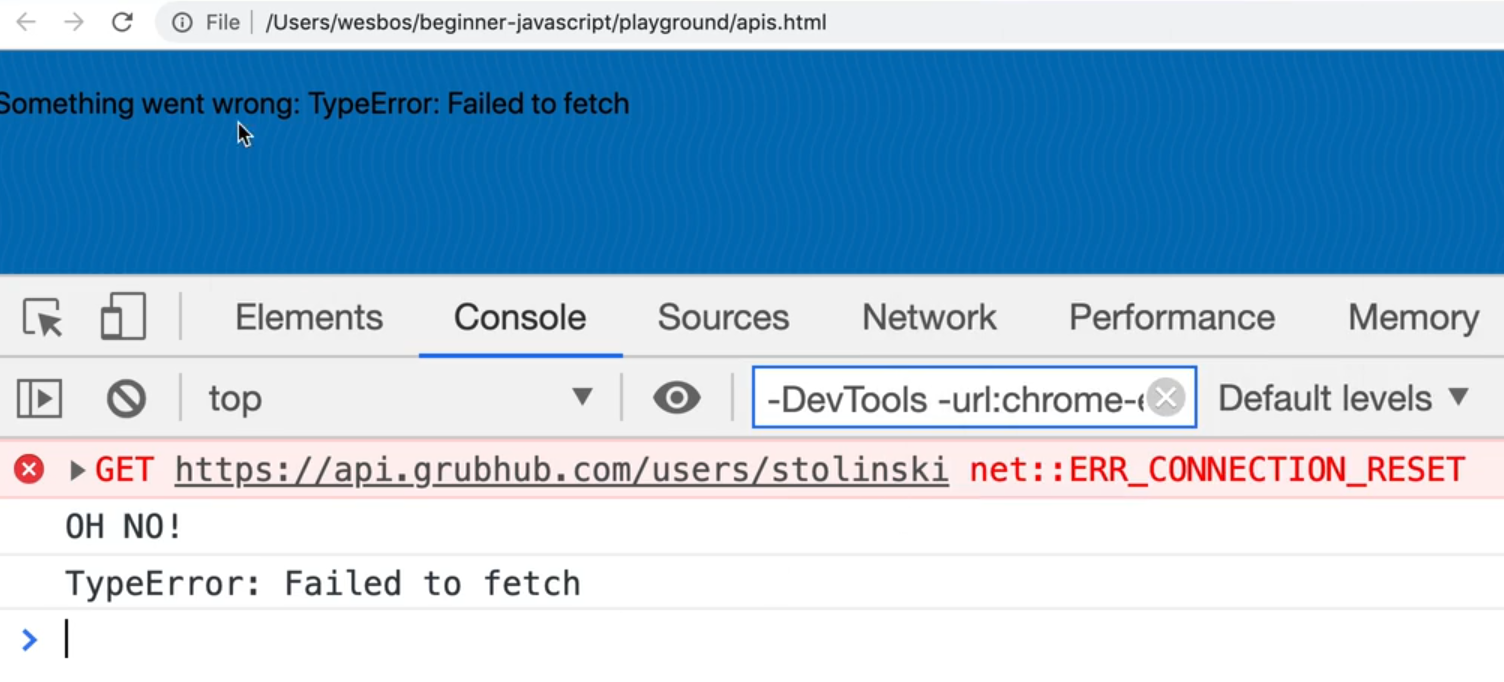 File /Users/wesbos/beginner-javascript/playground/apis.html
Something went wrong: TypeError: Failed to fetch
Elements Console Sources Network Performance Memory
top -DevTools -url:chrome-e Default levels
GET https://api.grubhub.com/users/stolinski net::ERR_CONNECTION_RESET
OH NO!
TypeError: Failed to fetch